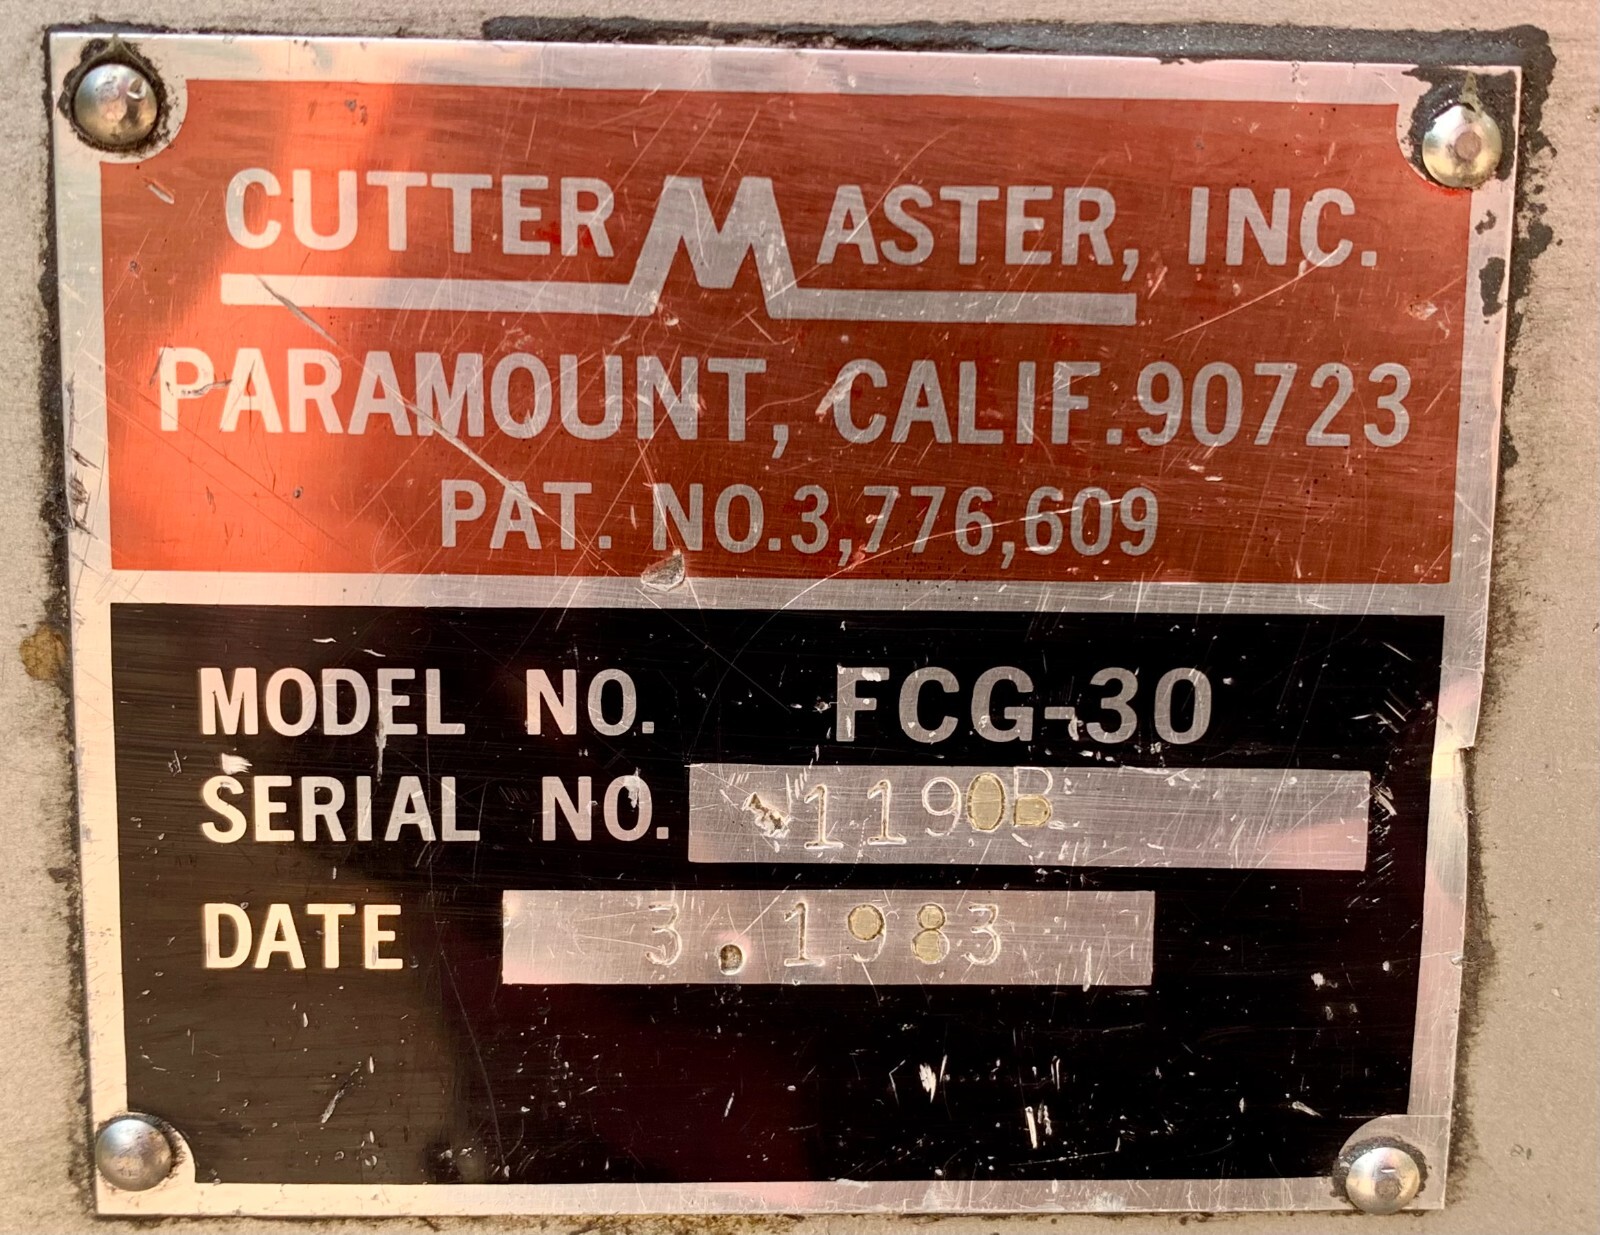 CUTTER MASTER, INC.
PARAMOUNT, CALIF. 90723
PAT. NO. 3,776,609
MODEL NO. FCG-30
SERIAL NO. 1190B
DATE 3.1983